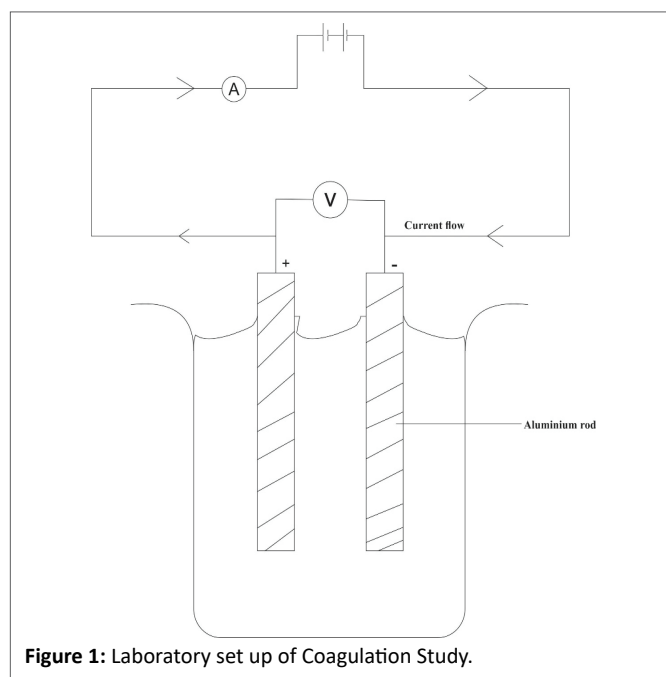 A
V
Current flow
+ -
Aluminium rod
Figure 1: Laboratory set up of Coagulation Study.